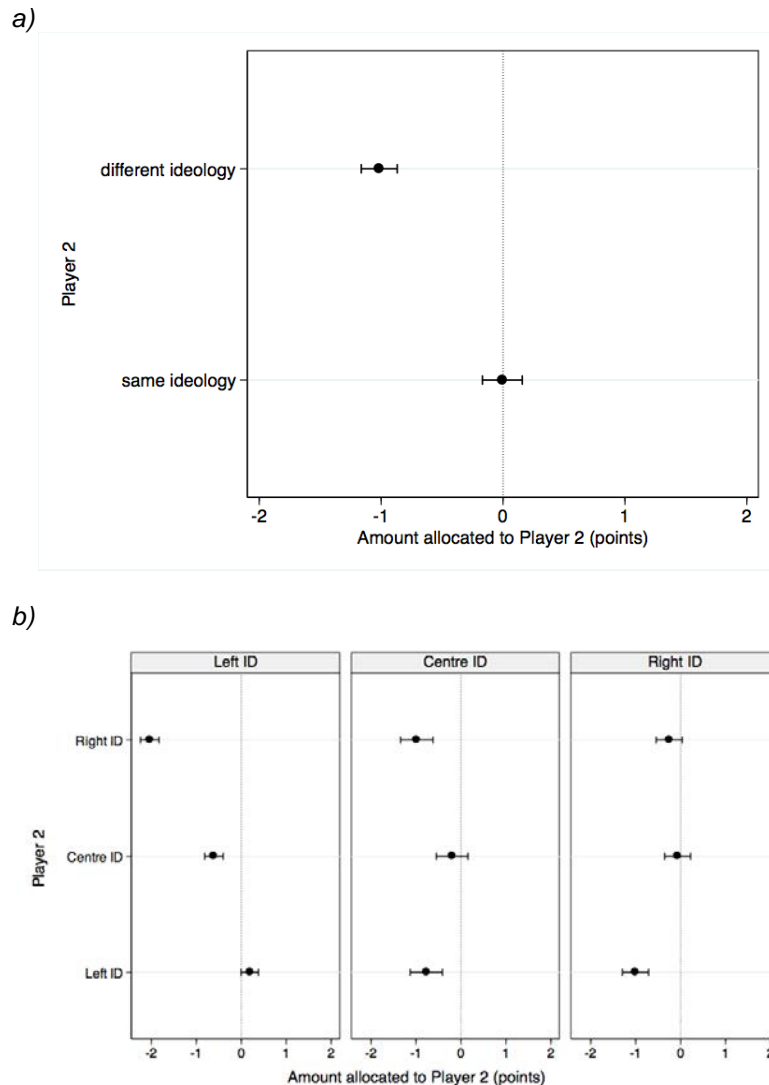 a)
different ideology
Player 2
same ideology
-2 -1 0 1 2
Amount allocated to Player 2 (points)
b)
Left ID Centre ID Right ID
Right ID
Player 2
Centre ID
Left ID
-2 -1 0 1 2 -2 -1 0 1 2 -2 -1 0 1 2
Amount allocated to Player 2 (points)